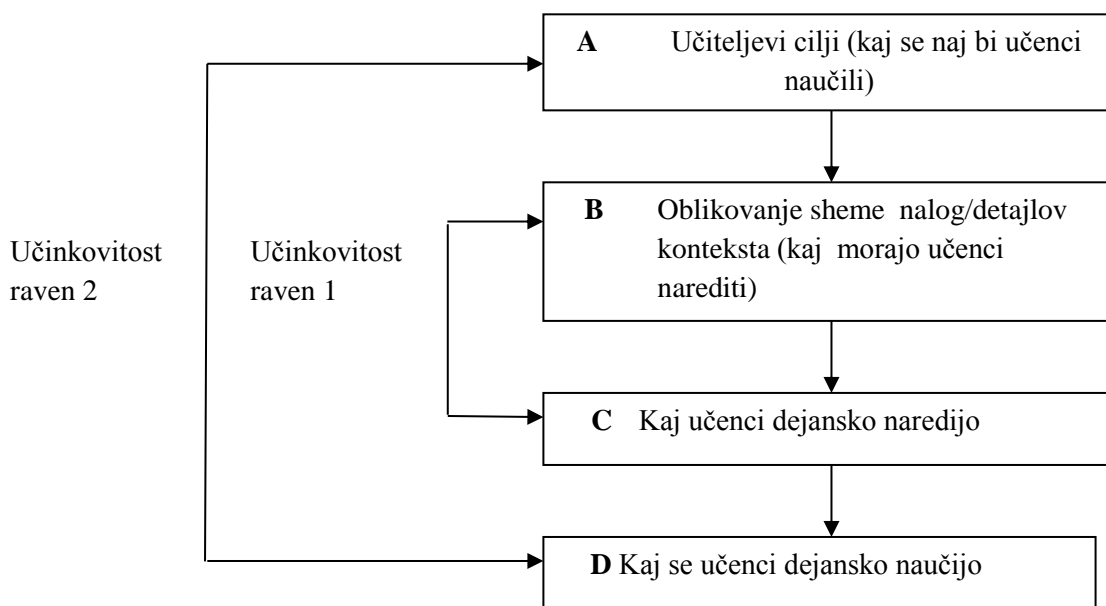 A Učiteljevi cilji (kaj se naj bi učenci
naučili)
B Oblikovanje sheme nalog/detajlov
konteksta (kaj morajo učenci
narediti)
Učinkovitost
raven 2
Učinkovitost
raven 1
C Kaj učenci dejansko naredijo
D Kaj se učenci dejansko naučijo